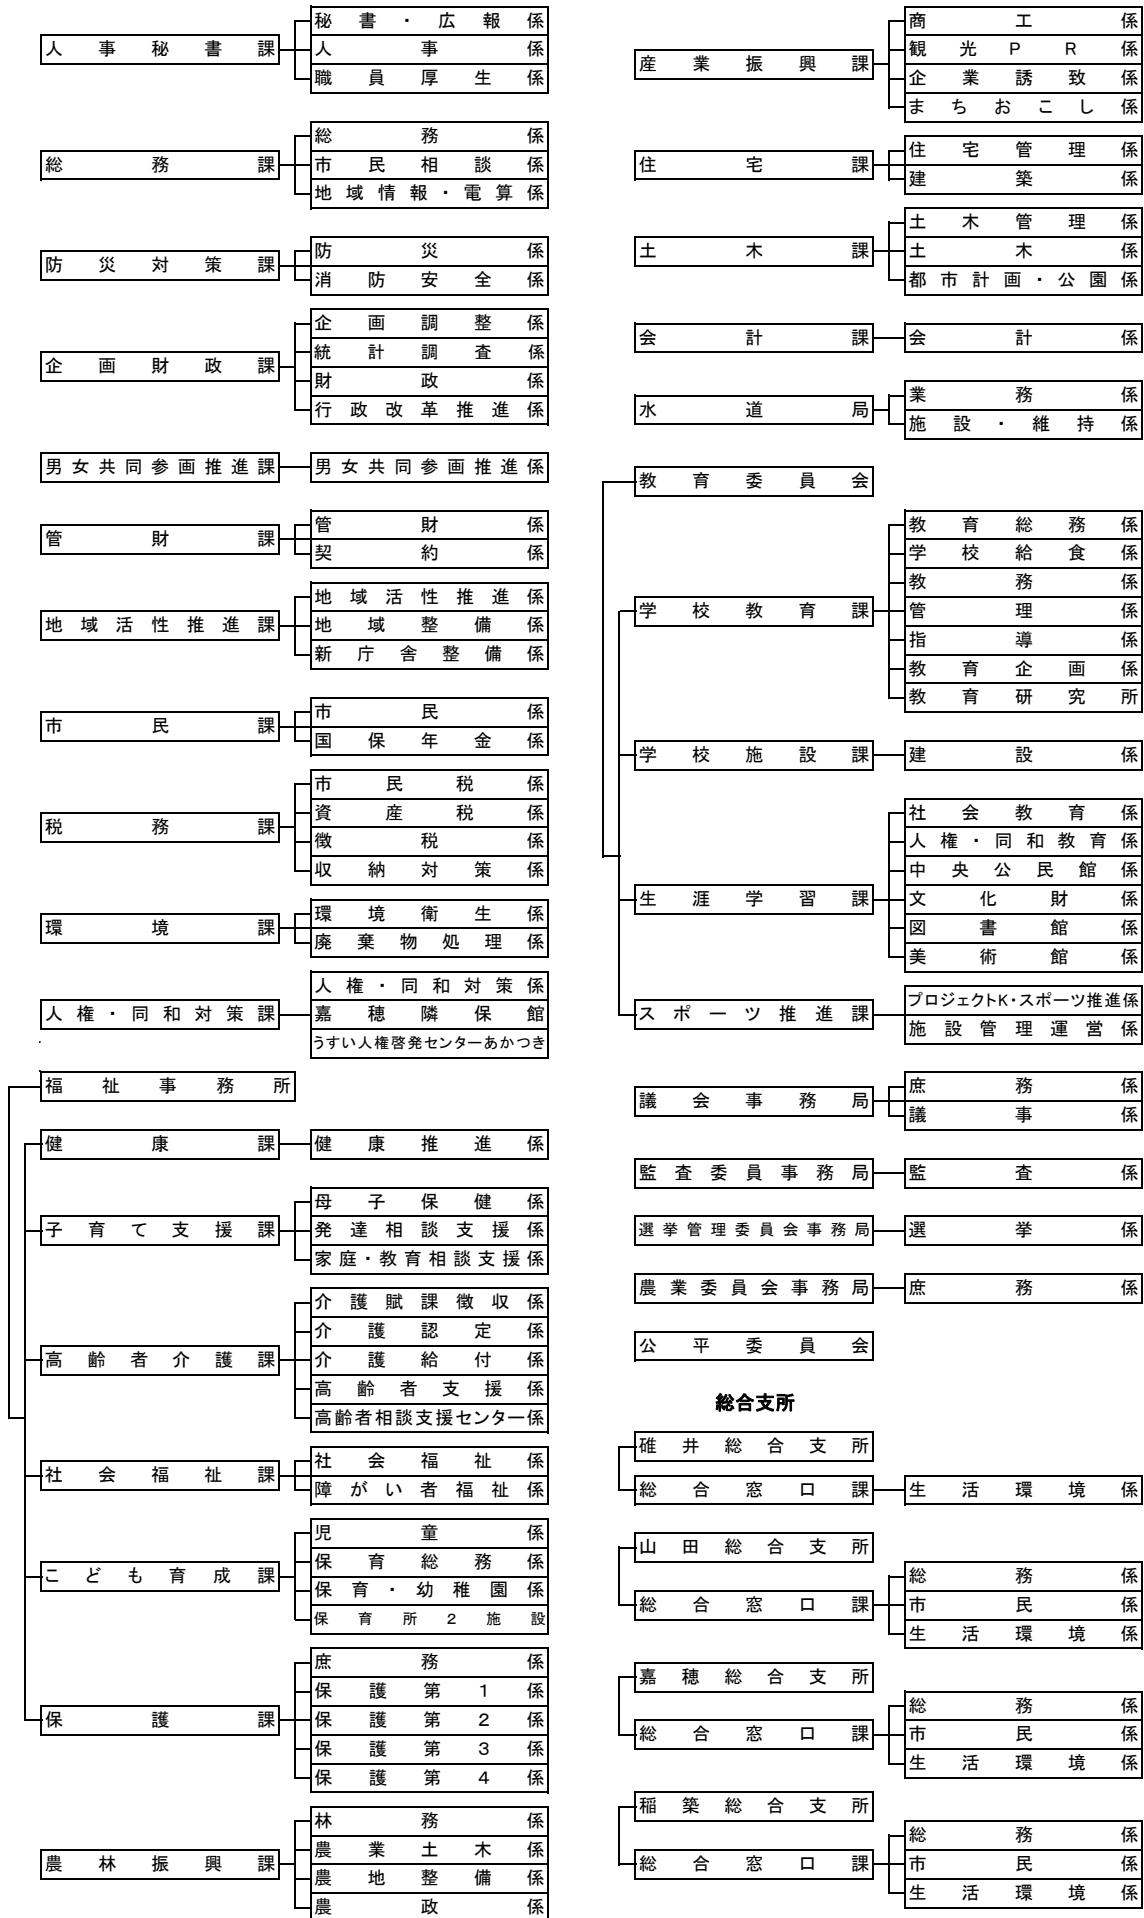 人事秘書課
秘書・広報係
人事係
職員厚生係
総務課
総務係
市民相談係
地域情報・電算係
防災対策課
防災係
消防安全係
企画財政課
企画調整係
統計調査係
財政係
行政改革推進係
男女共同参画推進課
男女共同参画推進係
管財課
管財係
契約係
地域活性推進課
地域活性推進係
地域整備係
新庁舎整備係
市民課
市民係
国保年金係
税務課
市民税係
資産税係
徴税係
収納対策係
環境課
環境衛生係
廃棄物処理係
人権・同和対策課
人権・同和対策係
嘉穂隣保館
うすい人権啓発センターあかつき
福祉事務所
健康課
健康推進係
子育て支援課
母子保健係
発達相談支援係
家庭・教育相談支援係
高齢者介護課
介護賦課徴収係
介護認定係
介護給付係
高齢者支援係
高齢者相談支援センター係
社会福祉課
社会福祉係
障がい者福祉係
こども育成課
児童係
保育総務係
保育・幼稚園係
保育所2施設
保護課
庶務係
保護第1係
保護第2係
保護第3係
保護第4係
農林振興課
林務係
農業土木係
農地整備係
農政係
産業振興課
商工係
観光PR係
企業誘致係
まちおこし係
住宅課
住宅管理係
建築係
土木課
土木管理係
土木係
都市計画・公園係
会計課
会計係
水道局
業務係
施設・維持係
教育委員会
学校教育課
教育総務係
学校給食係
教務係
管理係
指導係
教育企画係
教育研究所
学校施設課
建設係
生涯学習課
社会教育係
人権・同和教育係
中央公民館係
文化財係
図書館係
美術館係
スポーツ推進課
プロジェクトK・スポーツ推進係
施設管理運営係
議会事務局
庶務係
議事係
監査委員事務局
監査係
選挙管理委員会事務局
選挙係
農業委員会事務局
庶務係
公平委員会
総合支所
碓井総合支所
総合窓口課
生活環境係
山田総合支所
総合窓口課
総務係
市民係
生活環境係
嘉穂総合支所
総合窓口課
総務係
市民係
生活環境係
稲築総合支所
総合窓口課
総務係
市民係
生活環境係